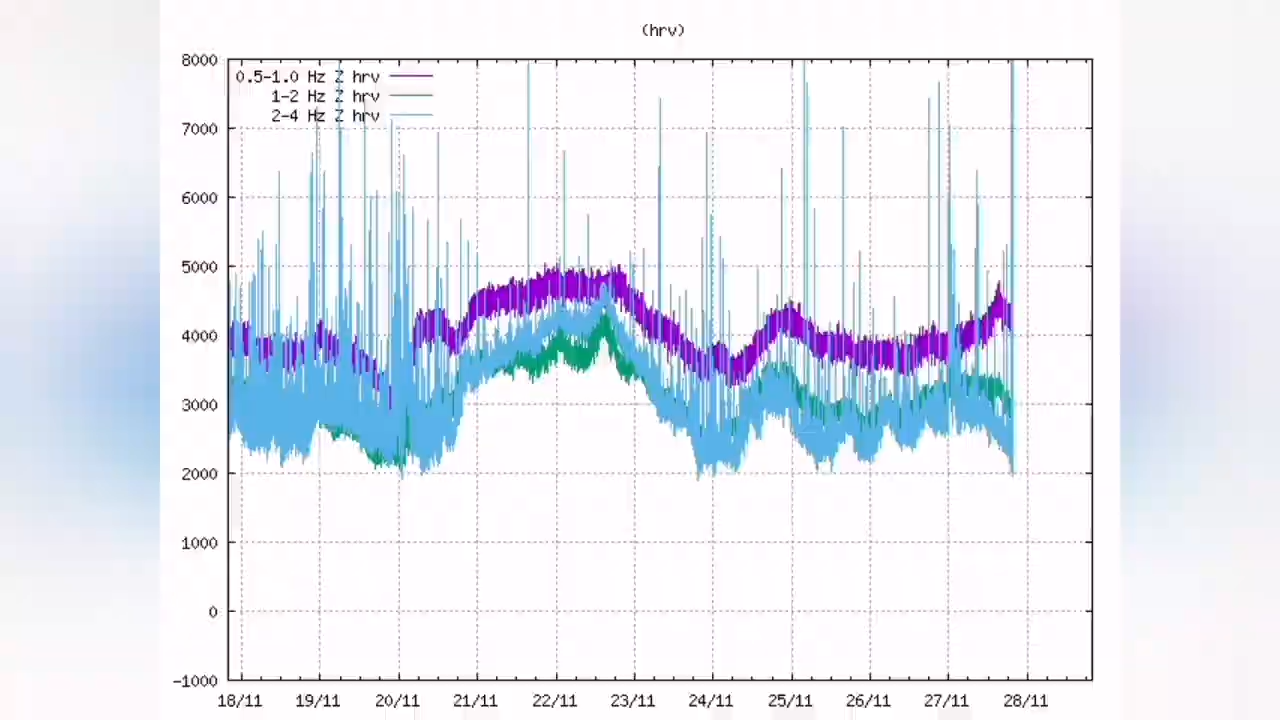 (hrv)
8000
0.5-1.0 Hz Z hrv
1-2 Hz Z hrv
2-4 Hz Z hrv
7000
6000
5000
4000
3000
2000
1000
0
-1000
18/11 19/11 20/11 21/11 22/11 23/11 24/11 25/11 26/11 27/11 28/11